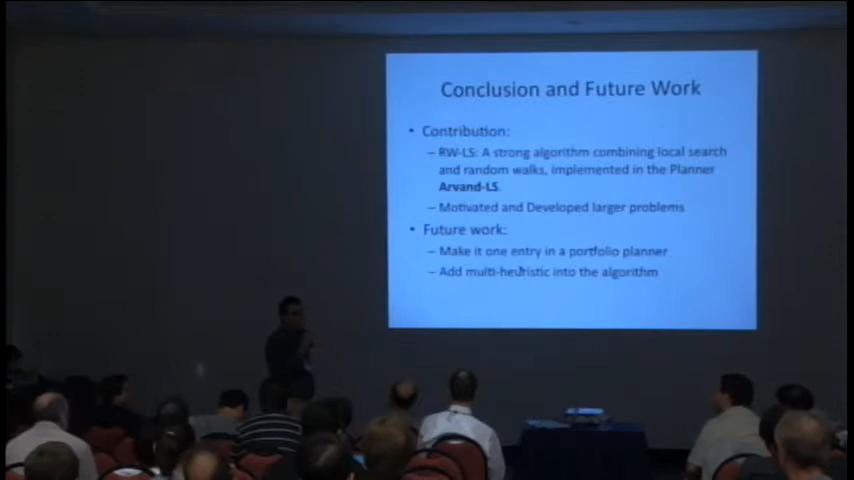 Conclusion and Future Work
• Contribution:
– RW-LS: A strong algorithm combining local search
and random walks, implemented in the Planner
Arvand-LS.
– Motivated and Developed larger problems
• Future work:
– Make it one entry in a portfolio planner
– Add multi-heuristic into the algorithm